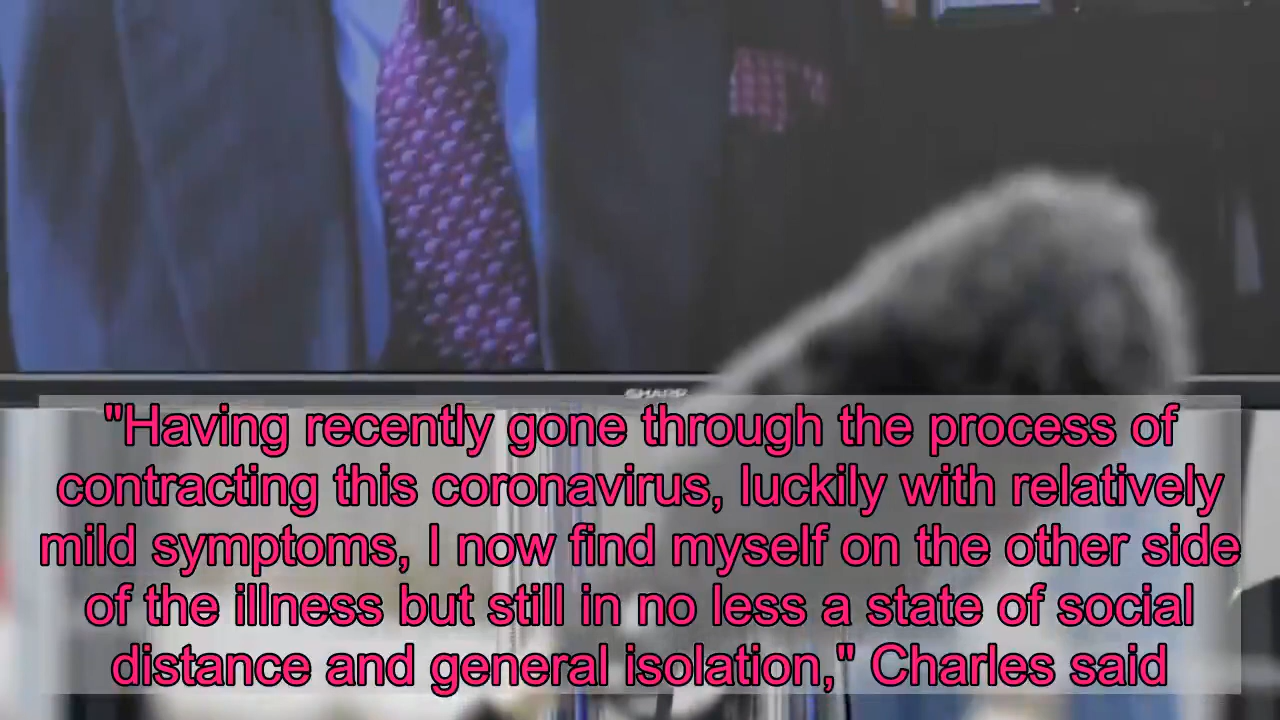 SHARP
"Having recently gone through the process of
contracting this coronavirus, luckily with relatively
mild symptoms, I now find myself on the other side
of the illness but still in no less a state of social
distance and general isolation," Charles said